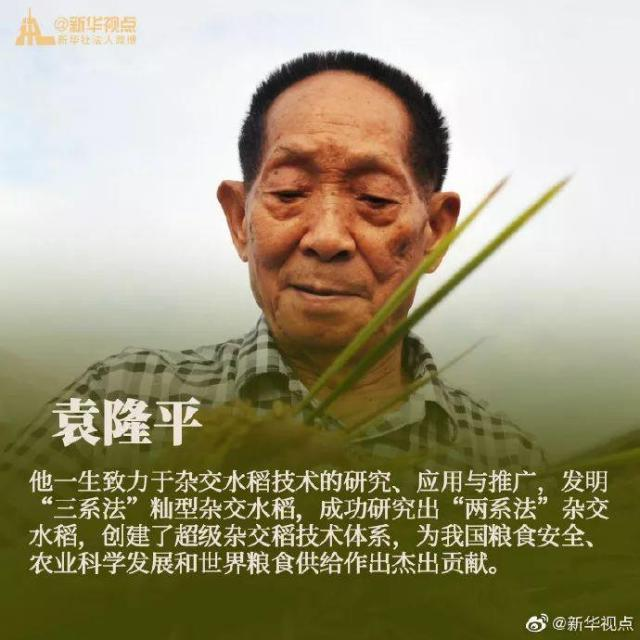 @新华视点
新华社法人微博
袁隆平
他一生致力于杂交水稻技术的研究、应用与推广，发明
“三系法”籼型杂交水稻，成功研究出“两系法”杂交
水稻，创建了超级杂交稻技术体系，为我国粮食安全、
农业科学发展和世界粮食供给作出杰出贡献。
@新华视点